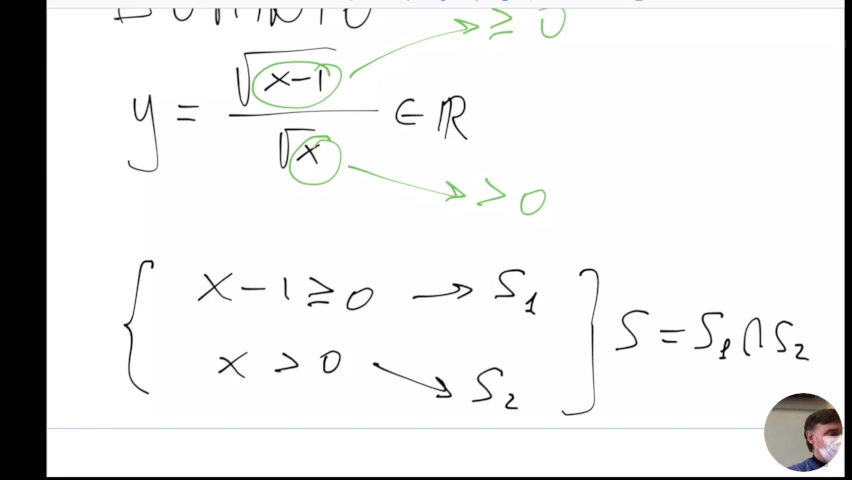 ≥ 0
y = √(x-1) / √x ∈ ℝ
> 0
{ x - 1 ≥ 0 → S₁
x > 0 → S₂ } S = S₁ ∩ S₂